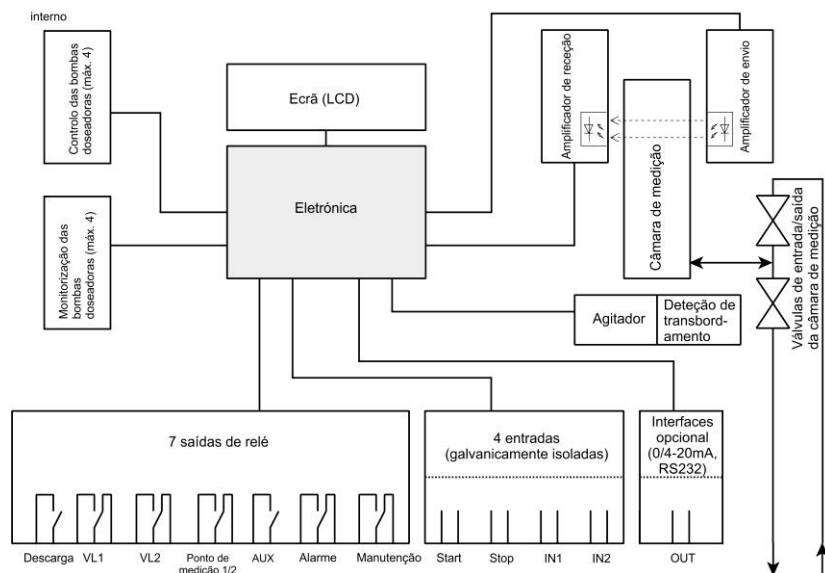 interno
Controlo das bombas
doseadoras (máx. 4)
Monitorização das
bombas
doseadoras (máx. 4)
Ecrã (LCD)
Eletrónica
Amplificador de receção
Câmara de medição
Amplificador de envio
Válvulas de entrada/saída
da câmara de medição
Agitador
Deteção de
transbord-
amento
7 saídas de relé
Descarga
VL1
VL2
Ponto de
medição 1/2
AUX
Alarme
Manutenção
4 entradas
(galvanicamente isoladas)
Start
Stop
IN1
IN2
Interfaces
opcional
(0/4-20mA,
RS232)
OUT